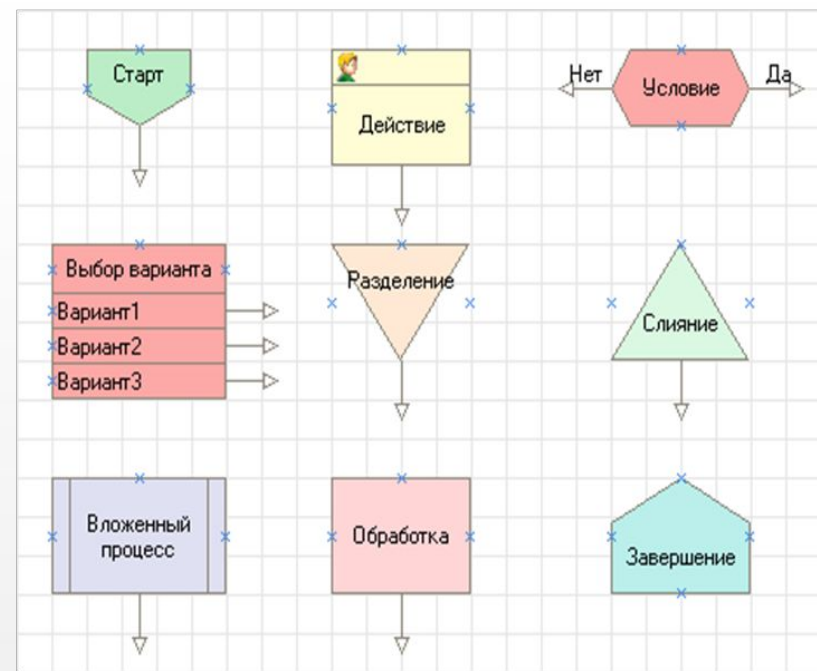 Старт
Действие
Нет
Условие
Да
Выбор варианта
Вариант1
Вариант2
Вариант3
Разделение
Слияние
Вложенный
процесс
Обработка
Завершение